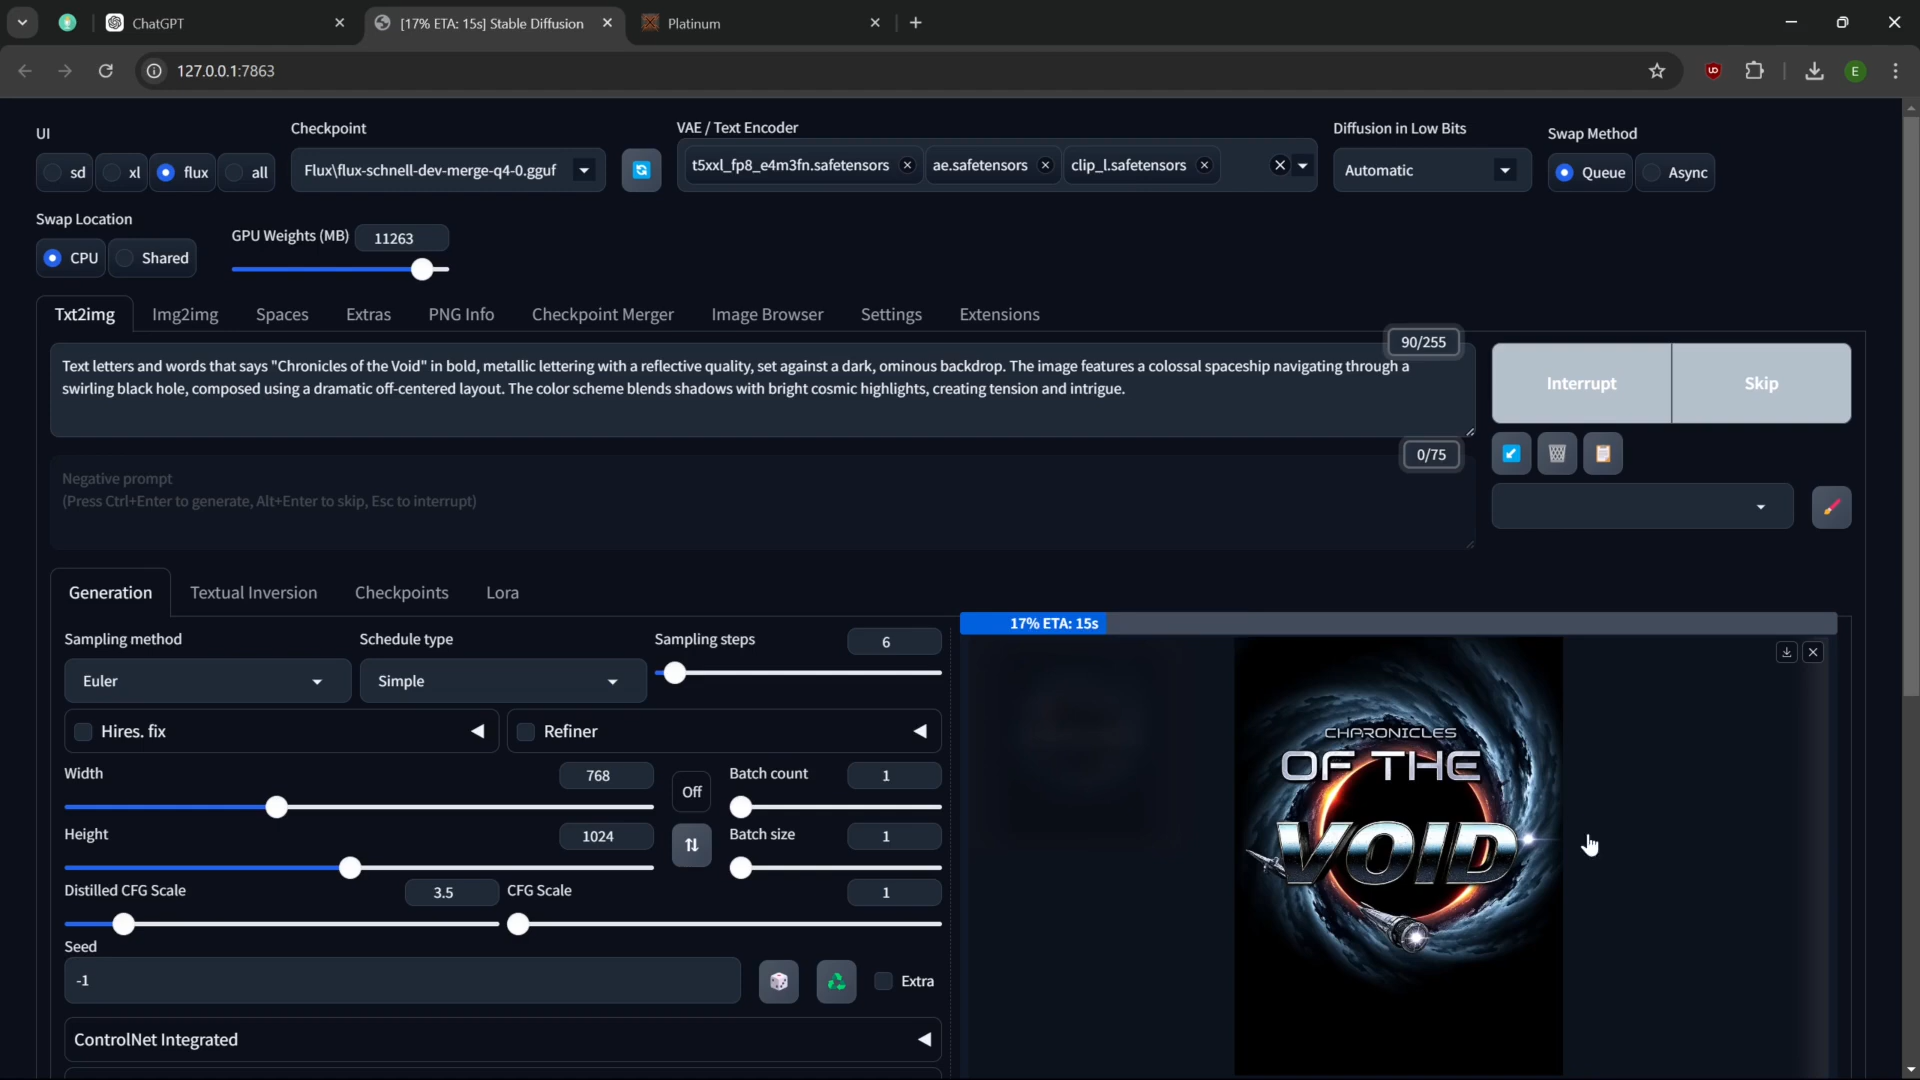 ChatGPT
[17% ETA: 15s] Stable Diffusion
Platinum
127.0.0.1:7863
E
UI
Checkpoint
VAE / Text Encoder
Diffusion in Low Bits
Swap Method
sd
xl
flux
all
Flux\flux-schnell-dev-merge-q4-0.gguf
t5xxl_fp8_e4m3fn.safetensors
ae.safetensors
clip_l.safetensors
Automatic
Queue
Async
Swap Location
CPU
Shared
GPU Weights (MB)
11263
Txt2img
Img2img
Spaces
Extras
PNG Info
Checkpoint Merger
Image Browser
Settings
Extensions
90/255
Text letters and words that says "Chronicles of the Void" in bold, metallic lettering with a reflective quality, set against a dark, ominous backdrop. The image features a colossal spaceship navigating through a
swirling black hole, composed using a dramatic off-centered layout. The color scheme blends shadows with bright cosmic highlights, creating tension and intrigue.
Interrupt
Skip
0/75
Negative prompt
(Press Ctrl+Enter to generate, Alt+Enter to skip, Esc to interrupt)
Generation
Textual Inversion
Checkpoints
Lora
17% ETA: 15s
Sampling method
Schedule type
Sampling steps
6
Euler
Simple
Hires. fix
Refiner
Width
768
Off
Batch count
1
Height
1024
Batch size
1
Distilled CFG Scale
3.5
CFG Scale
1
Seed
-1
Extra
ControlNet Integrated
CHARONICLES
OF THE
VOID